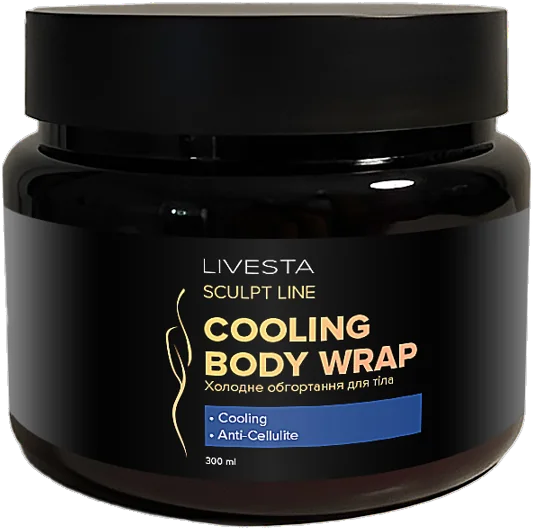 LIVESTA
SCULPT LINE
COOLING
BODY WRAP
Холодне обгортання для тіла
• Cooling
• Anti-Cellulite
300 ml